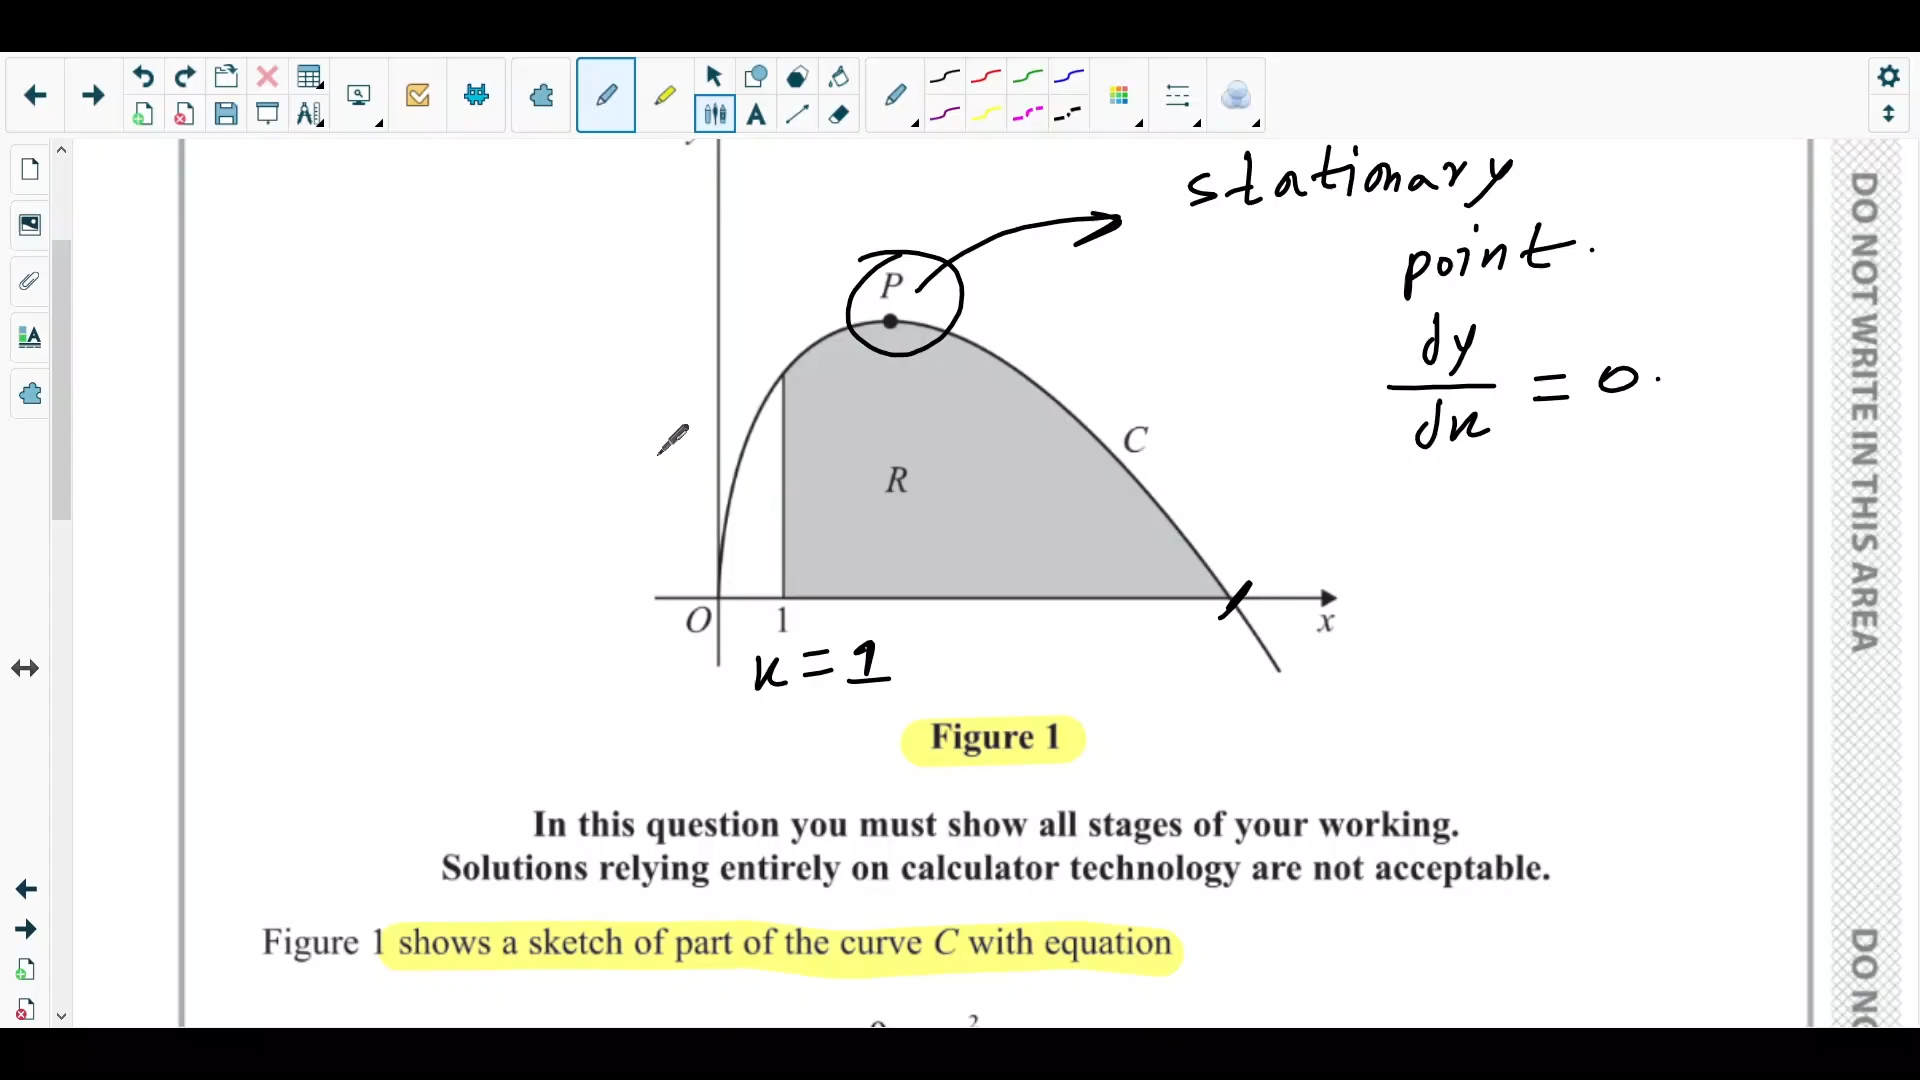 stationary
point.
P
dy
dx
= 0.
C
R
O
1
x
x = 1
Figure 1
In this question you must show all stages of your working.
Solutions relying entirely on calculator technology are not acceptable.
Figure 1 shows a sketch of part of the curve C with equation
DO NOT WRITE IN THIS AREA
DO NO